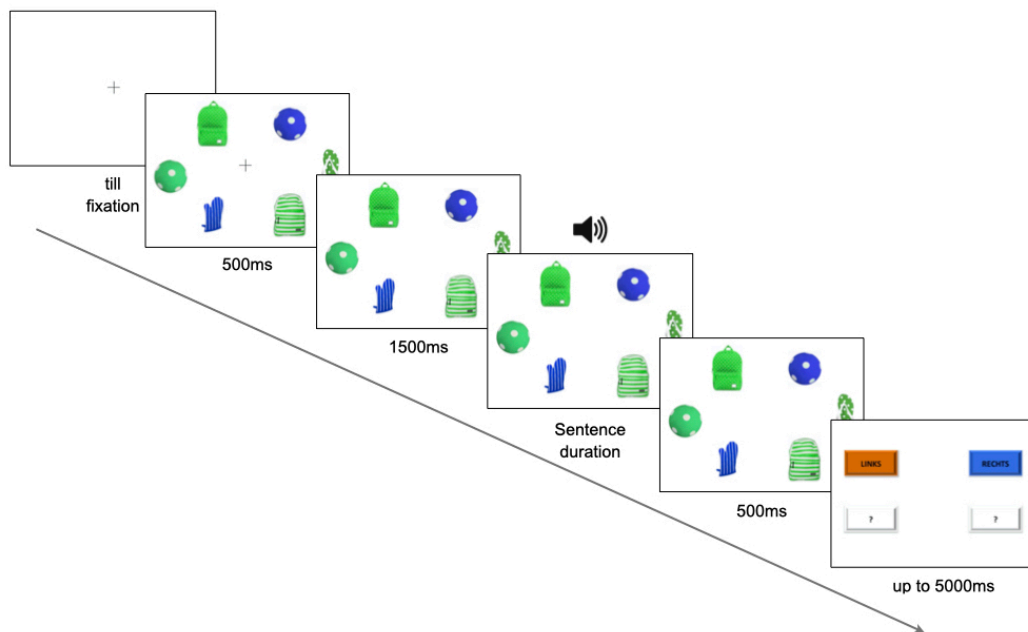 till
fixation
500ms
1500ms
Sentence
duration
500ms
LINKS
RECHTS
?
?
up to 5000ms